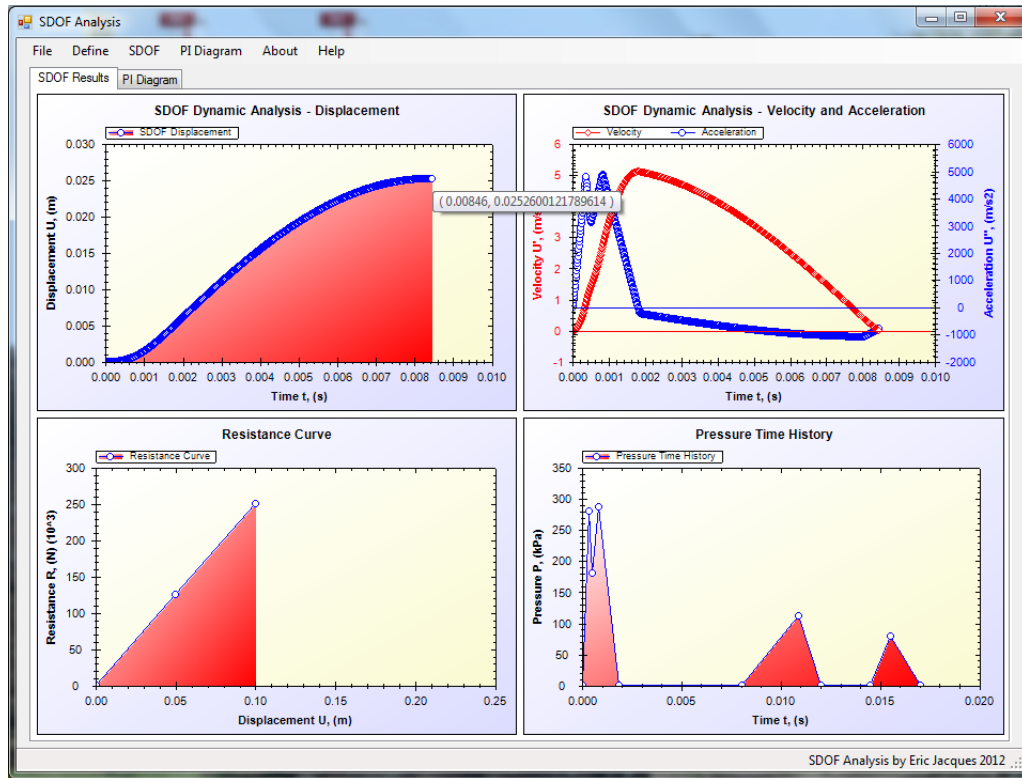 SDOF Analysis
File Define SDOF PI Diagram About Help
SDOF Results PI Diagram
SDOF Dynamic Analysis - Displacement
SDOF Displacement
0.030
0.025
0.020
0.015
0.010
0.005
0.000
Displacement U, (m)
0.000 0.001 0.002 0.003 0.004 0.005 0.006 0.007 0.008 0.009 0.010
Time t, (s)
( 0.00846, 0.0252600121789614 )
SDOF Dynamic Analysis - Velocity and Acceleration
Velocity Acceleration
6
5
3
2
1
0
-1
Velocity U',
6000
5000
4000
3000
2000
1000
0
-1000
-2000
Acceleration U'', (m/s2)
0.000 0.001 0.002 0.003 0.004 0.005 0.006 0.007 0.008 0.009 0.010
Time t, (s)
Resistance Curve
Resistance Curve
300
250
200
150
100
50
0
Resistance R, (N) (10^3)
0.00 0.05 0.10 0.15 0.20 0.25
Displacement U, (m)
Pressure Time History
Pressure Time History
350
300
250
200
150
100
50
0
Pressure P, (kPa)
0.000 0.005 0.010 0.015 0.020
Time t, (s)
SDOF Analysis by Eric Jacques 2012